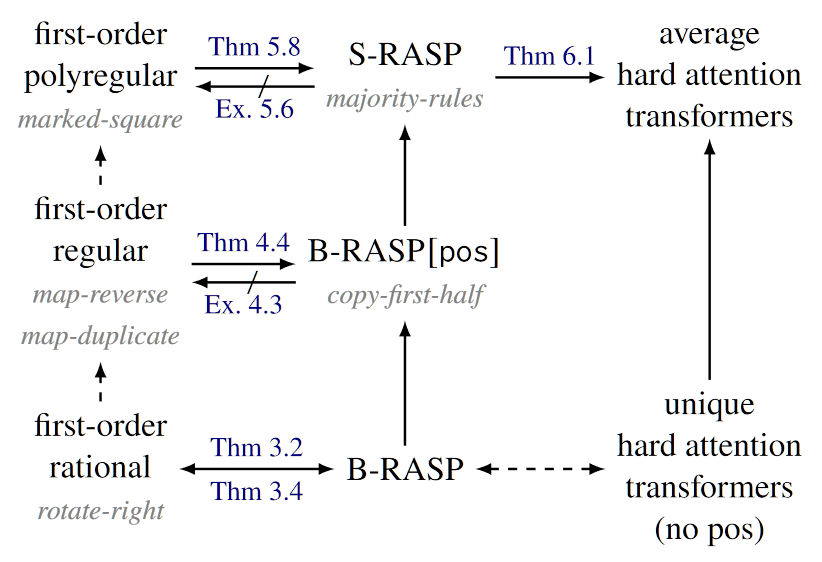 first-order
polyregular
marked-square
Thm 5.8
Ex. 5.6
S-RASP
majority-rules
Thm 6.1
average
hard attention
transformers
first-order
regular
map-reverse
map-duplicate
Thm 4.4
Ex. 4.3
B-RASP[pos]
copy-first-half
first-order
rational
rotate-right
Thm 3.2
Thm 3.4
B-RASP
unique
hard attention
transformers
(no pos)